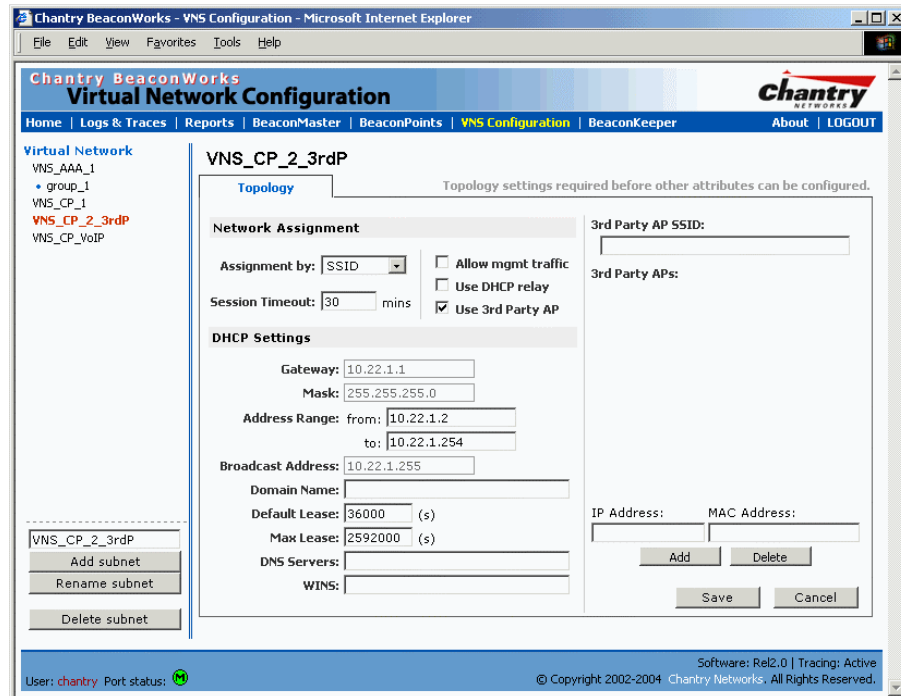 Chantry BeaconWorks - VNS Configuration - Microsoft Internet Explorer
File Edit View Favorites Tools Help
Chantry BeaconWorks
Virtual Network Configuration
Chantry
NETWORKS
Home | Logs & Traces | Reports | BeaconMaster | BeaconPoints | VNS Configuration | BeaconKeeper About | LOGOUT
Virtual Network
VNS_AAA_1
• group_1
VNS_CP_1
VNS_CP_2_3rdP
VNS_CP_VoIP
VNS_CP_2_3rdP
Add subnet
Rename subnet
Delete subnet
VNS_CP_2_3rdP
Topology
Topology settings required before other attributes can be configured.
Network Assignment
Assignment by: SSID
Session Timeout: 30 mins
Allow mgmt traffic
Use DHCP relay
Use 3rd Party AP
DHCP Settings
Gateway: 10.22.1.1
Mask: 255.255.255.0
Address Range: from: 10.22.1.2
to: 10.22.1.254
Broadcast Address: 10.22.1.255
Domain Name:
Default Lease: 36000 (s)
Max Lease: 2592000 (s)
DNS Servers:
WINS:
3rd Party AP SSID:
3rd Party APs:
IP Address: MAC Address:
Add Delete
Save Cancel
User: chantry Port status: M
Software: Rel2.0 | Tracing: Active
© Copyright 2002-2004 Chantry Networks. All Rights Reserved.